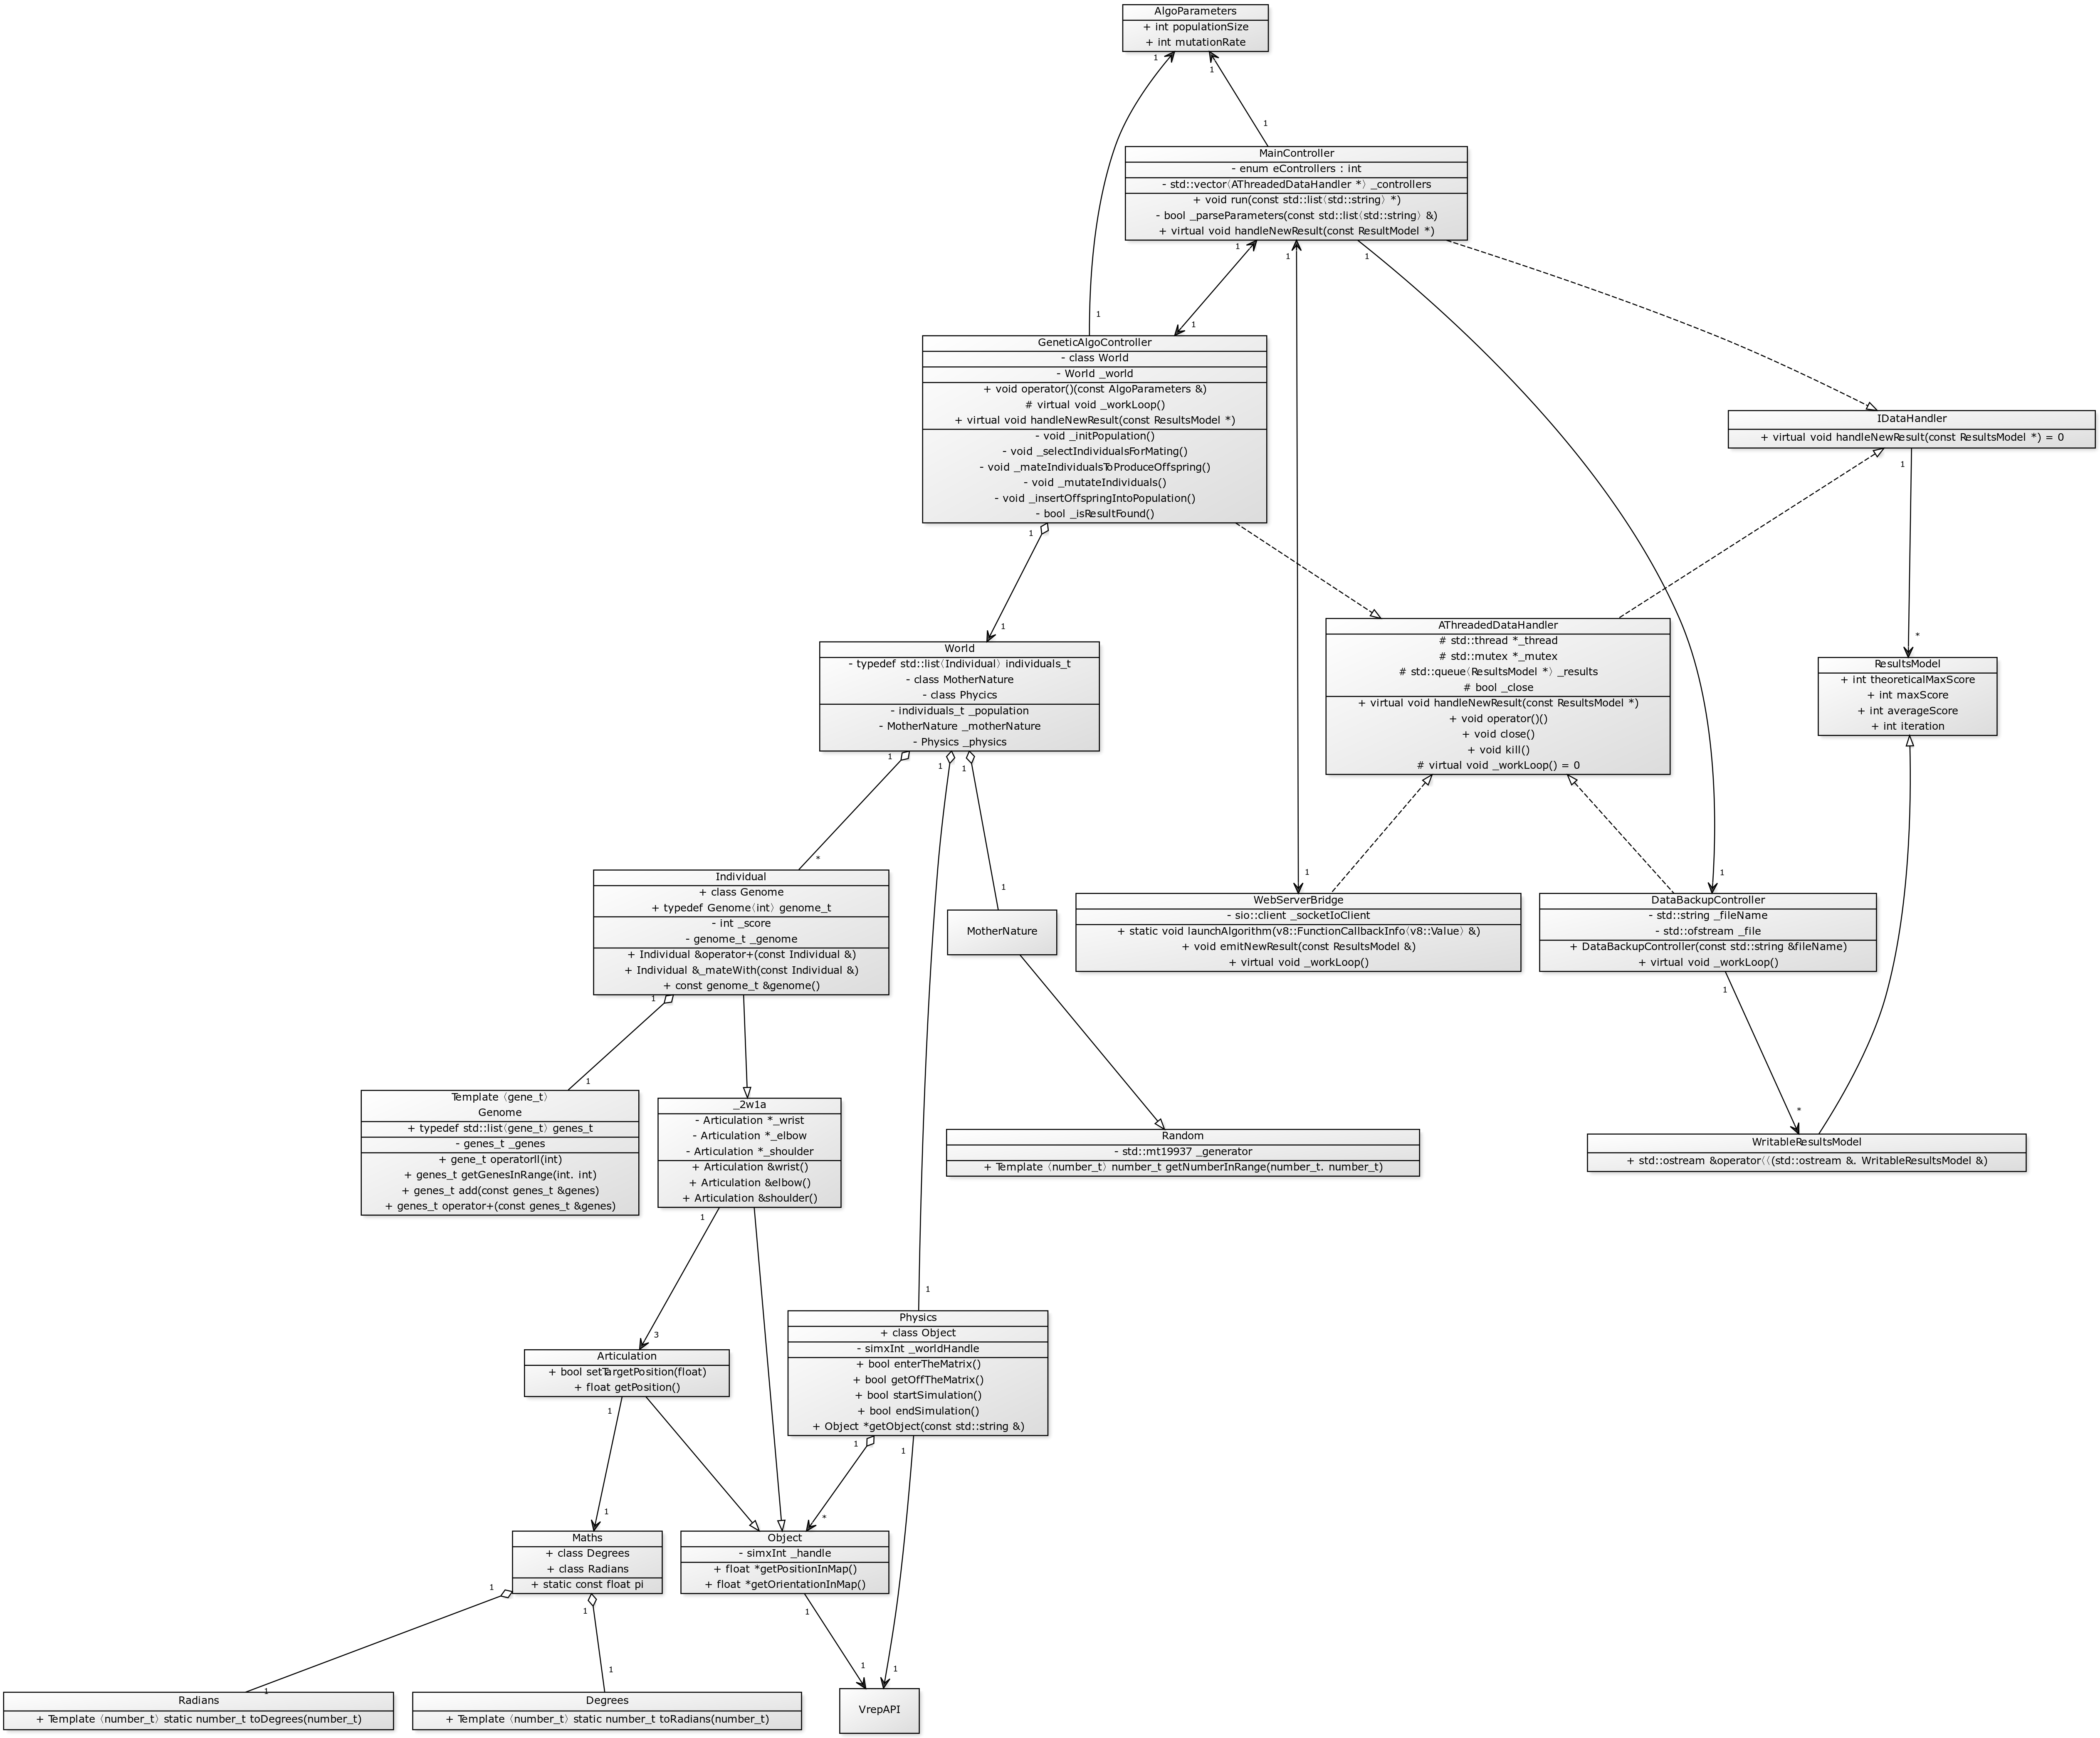 AlgoParameters
+ int populationSize
+ int mutationRate
1
1
1
MainController
- enum eControllers : int
- std::vector〈AThreadedDataHandler *〉 _controllers
+ void run(const std::list〈std::string〉 *)
- bool _parseParameters(const std::list〈std::string〉 &)
+ virtual void handleNewResult(const ResultModel *)
1
1
1
1
1
GeneticAlgoController
- class World
- World _world
+ void operator()(const AlgoParameters &)
# virtual void _workLoop()
+ virtual void handleNewResult(const ResultsModel *)
- void _initPopulation()
- void _selectIndividualsForMating()
- void _mateIndividualsToProduceOffspring()
- void _mutateIndividuals()
- void _insertOffspringIntoPopulation()
- bool _isResultFound()
IDataHandler
+ virtual void handleNewResult(const ResultsModel *) = 0
1
1
1
*
AThreadedDataHandler
# std::thread *_thread
# std::mutex *_mutex
# std::queue〈ResultsModel *〉 _results
# bool _close
+ virtual void handleNewResult(const ResultsModel *)
+ void operator()()
+ void close()
+ void kill()
# virtual void _workLoop() = 0
World
- typedef std::list〈Individual〉 individuals_t
- class MotherNature
- class Phycics
- individuals_t _population
- MotherNature _motherNature
- Physics _physics
ResultsModel
+ int theoreticalMaxScore
+ int maxScore
+ int averageScore
+ int iteration
1
1
1
*
1
1
1
Individual
+ class Genome
+ typedef Genome〈int〉 genome_t
- int _score
- genome_t _genome
+ Individual &operator+(const Individual &)
+ Individual &_mateWith(const Individual &)
+ const genome_t &genome()
MotherNature
WebServerBridge
- sio::client _socketIoClient
+ static void launchAlgorithm(v8::FunctionCallbackInfo〈v8::Value〉 &)
+ void emitNewResult(const ResultsModel &)
+ virtual void _workLoop()
DataBackupController
- std::string _fileName
- std::ofstream _file
+ DataBackupController(const std::string &fileName)
+ virtual void _workLoop()
1
1
1
*
Template 〈gene_t〉
Genome
+ typedef std::list〈gene_t〉 genes_t
- genes_t _genes
+ gene_t operatorll(int)
+ genes_t getGenesInRange(int. int)
+ genes_t add(const genes_t &genes)
+ genes_t operator+(const genes_t &genes)
_2w1a
- Articulation *_wrist
- Articulation *_elbow
- Articulation *_shoulder
+ Articulation &wrist()
+ Articulation &elbow()
+ Articulation &shoulder()
Random
- std::mt19937 _generator
+ Template 〈number_t〉 number_t getNumberInRange(number_t. number_t)
WritableResultsModel
+ std::ostream &operator〈〈(std::ostream &. WritableResultsModel &)
1
1
3
Articulation
+ bool setTargetPosition(float)
+ float getPosition()
Physics
+ class Object
- simxInt _worldHandle
+ bool enterTheMatrix()
+ bool getOffTheMatrix()
+ bool startSimulation()
+ bool endSimulation()
+ Object *getObject(const std::string &)
1
1
1
1
*
Maths
+ class Degrees
+ class Radians
+ static const float pi
Object
- simxInt _handle
+ float *getPositionInMap()
+ float *getOrientationInMap()
1
1
1
1
1
1
1
Radians
+ Template 〈number_t〉 static number_t toDegrees(number_t)
Degrees
+ Template 〈number_t〉 static number_t toRadians(number_t)
VrepAPI